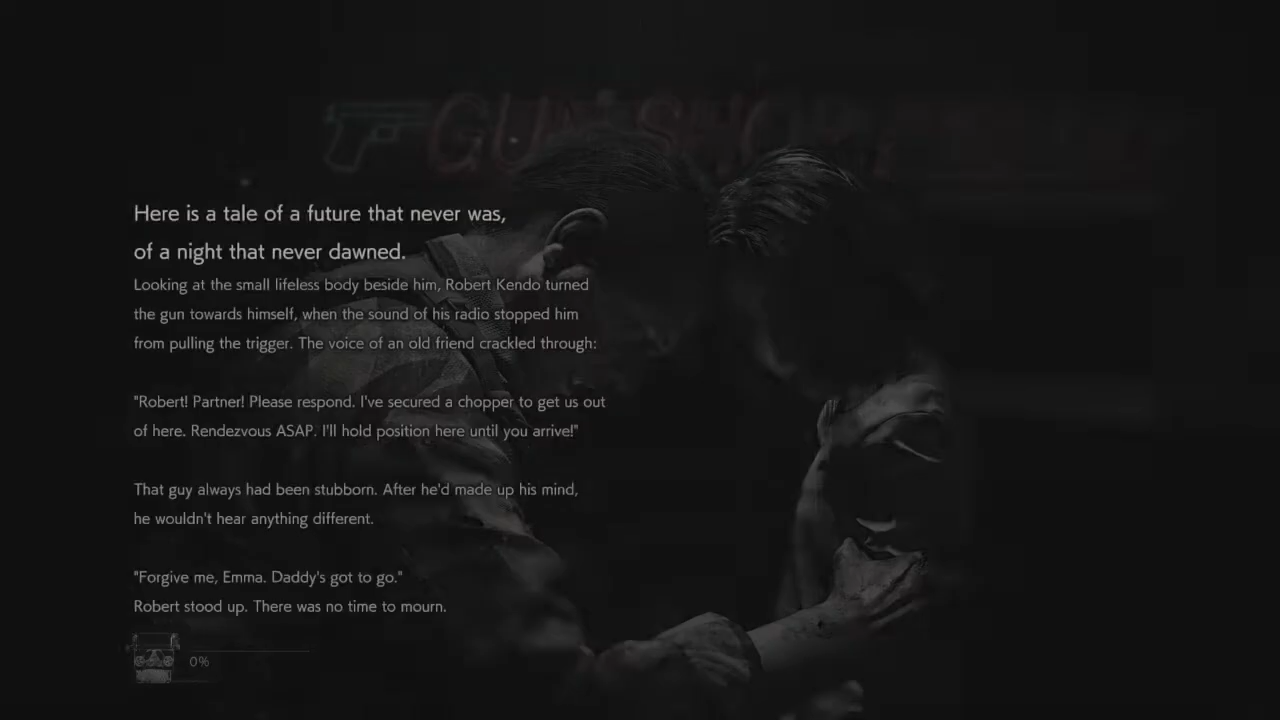 GUN SHOP
Here is a tale of a future that never was,
of a night that never dawned.
Looking at the small lifeless body beside him, Robert Kendo turned
the gun towards himself, when the sound of his radio stopped him
from pulling the trigger. The voice of an old friend crackled through:
"Robert! Partner! Please respond. I've secured a chopper to get us out
of here. Rendezvous ASAP. I'll hold position here until you arrive!"
That guy always had been stubborn. After he'd made up his mind,
he wouldn't hear anything different.
"Forgive me, Emma. Daddy's got to go."
Robert stood up. There was no time to mourn.
0%